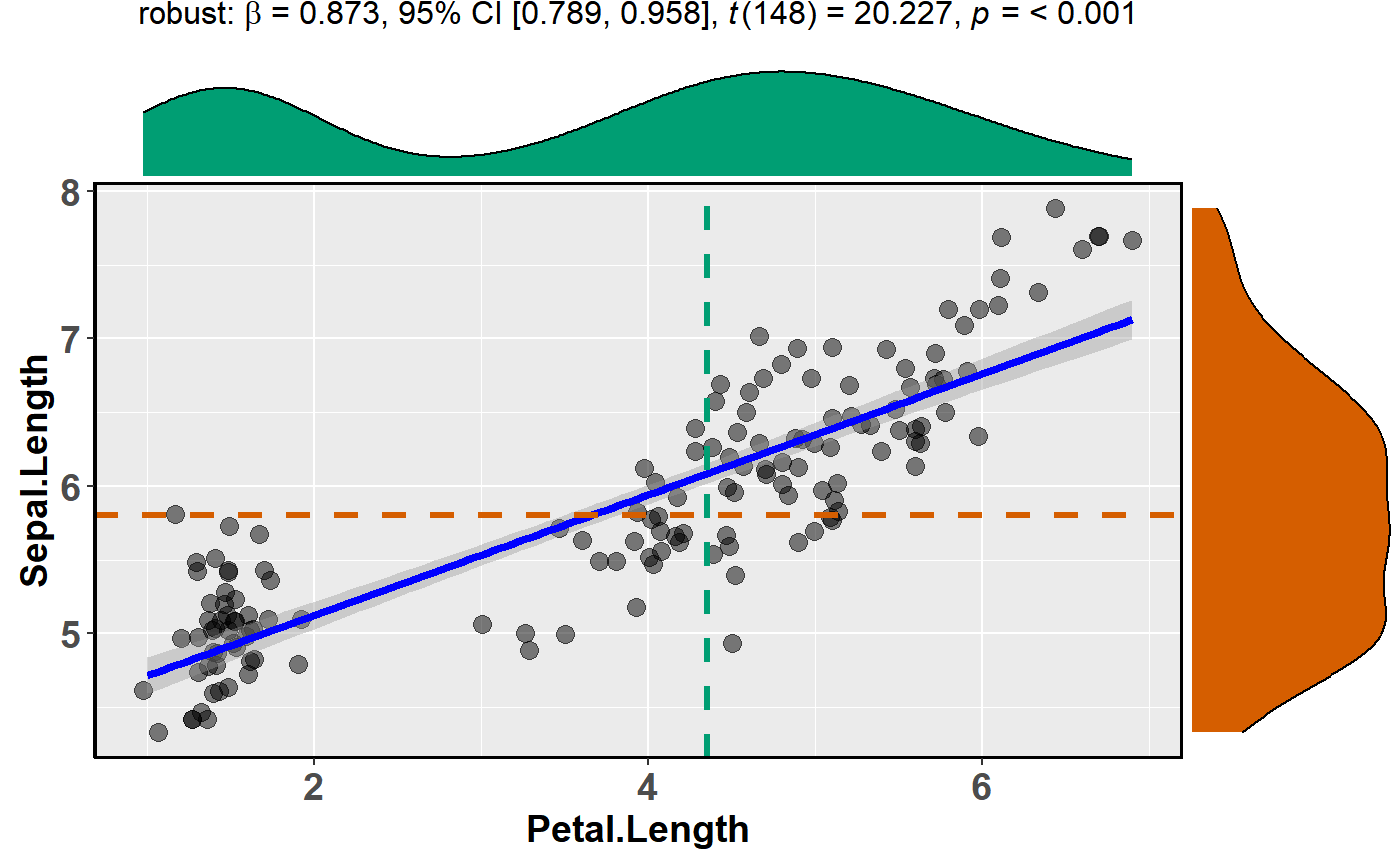 robust: β = 0.873, 95% CI [0.789, 0.958], t(148) = 20.227, p = < 0.001
8
7
6
5
Sepal.Length
2 4 6
Petal.Length